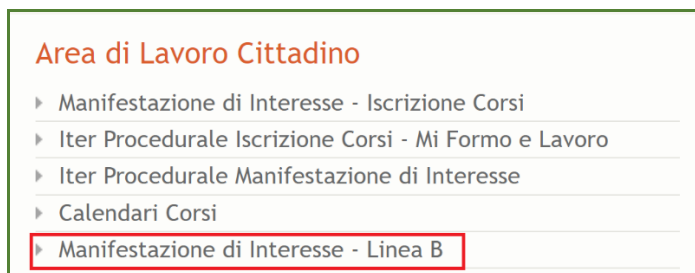 Area di Lavoro Cittadino
Manifestazione di Interesse - Iscrizione Corsi
Iter Procedurale Iscrizione Corsi - Mi Formo e Lavoro
Iter Procedurale Manifestazione di Interesse
Calendari Corsi
Manifestazione di Interesse - Linea B